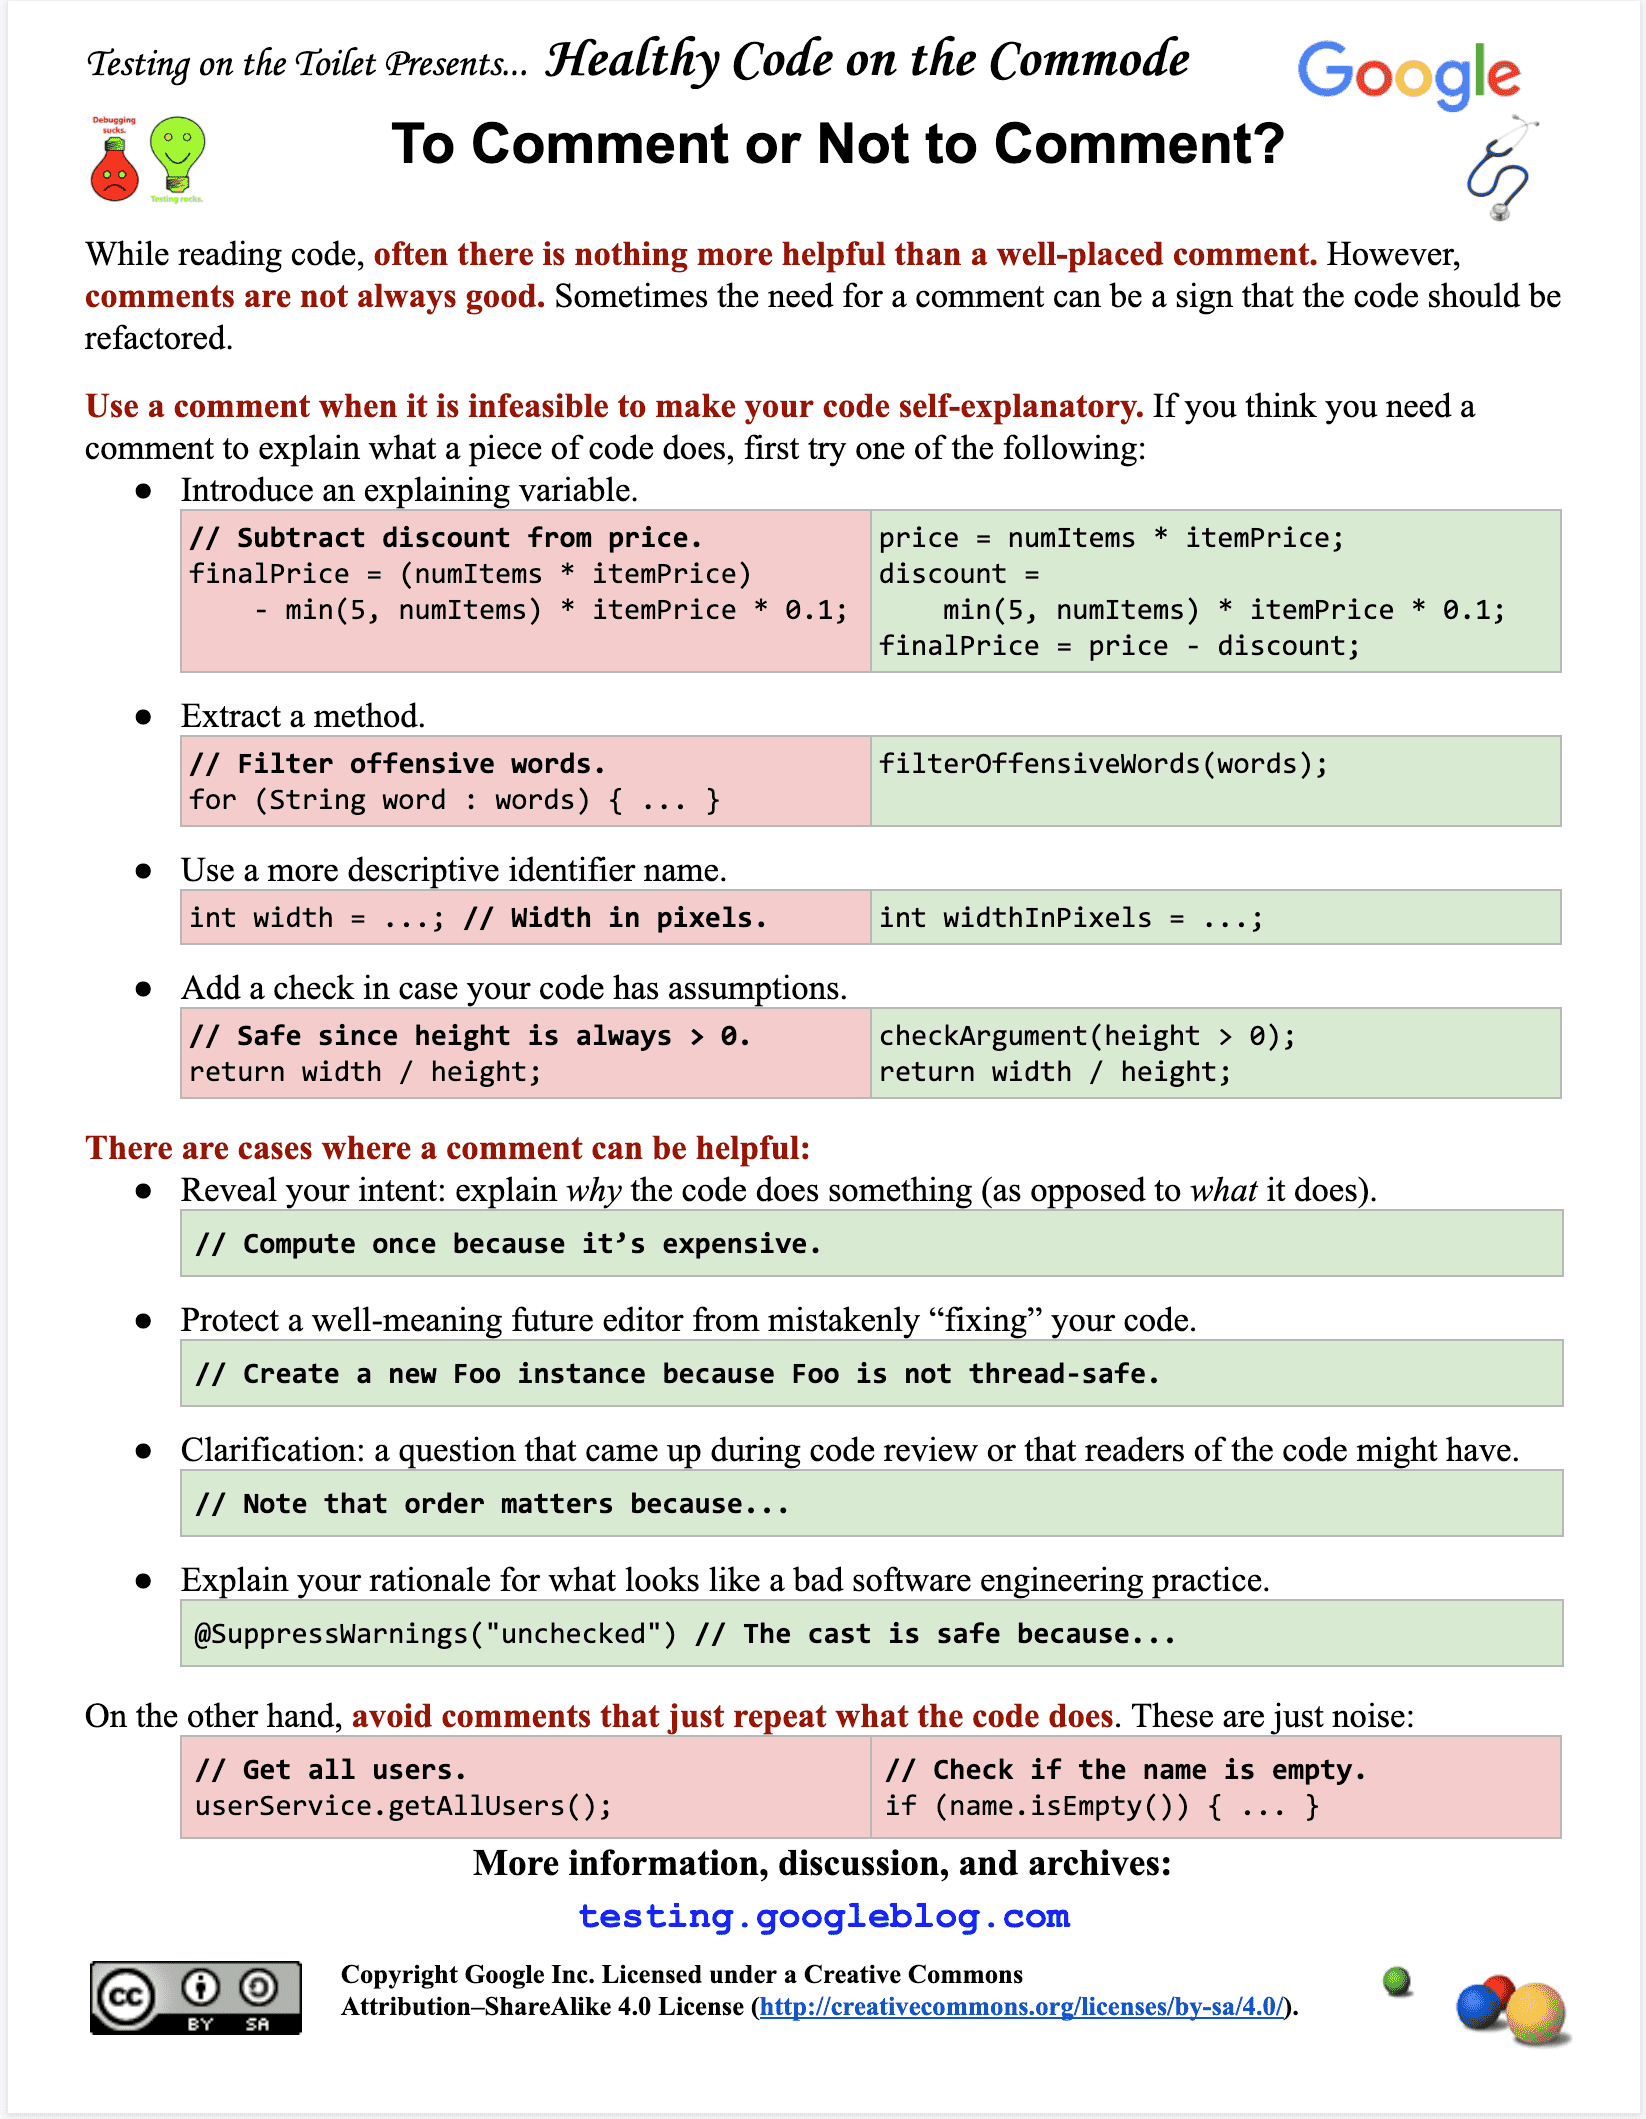 Testing on the Toilet Presents... Healthy Code on the Commode
Google
Debugging
sucks.
Testing rocks.
To Comment or Not to Comment?
While reading code, often there is nothing more helpful than a well-placed comment. However,
comments are not always good. Sometimes the need for a comment can be a sign that the code should be
refactored.
Use a comment when it is infeasible to make your code self-explanatory. If you think you need a
comment to explain what a piece of code does, first try one of the following:
● Introduce an explaining variable.
// Subtract discount from price.
finalPrice = (numItems * itemPrice)
    - min(5, numItems) * itemPrice * 0.1;
price = numItems * itemPrice;
discount =
    min(5, numItems) * itemPrice * 0.1;
finalPrice = price - discount;
● Extract a method.
// Filter offensive words.
for (String word : words) { ... }
filterOffensiveWords(words);
● Use a more descriptive identifier name.
int width = ...; // Width in pixels.
int widthInPixels = ...;
● Add a check in case your code has assumptions.
// Safe since height is always > 0.
return width / height;
checkArgument(height > 0);
return width / height;
There are cases where a comment can be helpful:
● Reveal your intent: explain why the code does something (as opposed to what it does).
// Compute once because it’s expensive.
● Protect a well-meaning future editor from mistakenly “fixing” your code.
// Create a new Foo instance because Foo is not thread-safe.
● Clarification: a question that came up during code review or that readers of the code might have.
// Note that order matters because...
● Explain your rationale for what looks like a bad software engineering practice.
@SuppressWarnings("unchecked") // The cast is safe because...
On the other hand, avoid comments that just repeat what the code does. These are just noise:
// Get all users.
userService.getAllUsers();
// Check if the name is empty.
if (name.isEmpty()) { ... }
More information, discussion, and archives:
testing.googleblog.com
cc BY SA
Copyright Google Inc. Licensed under a Creative Commons
Attribution–ShareAlike 4.0 License (http://creativecommons.org/licenses/by-sa/4.0/).